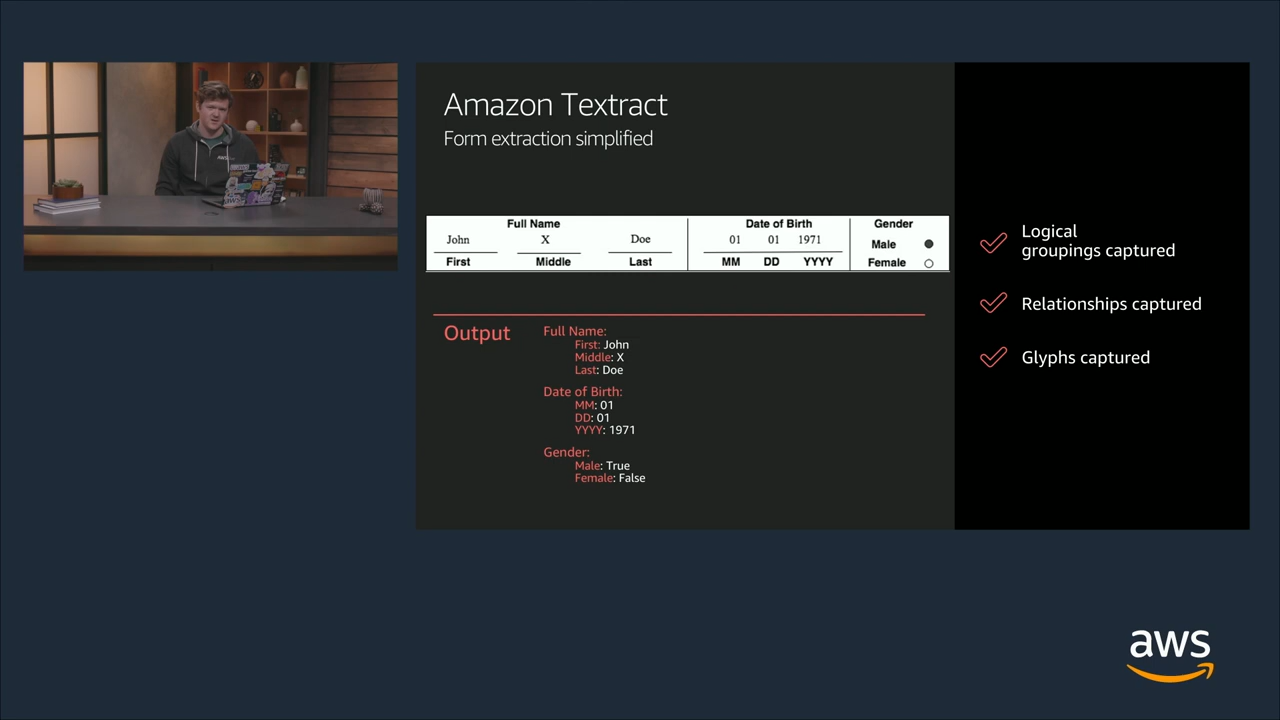 Amazon Textract
Form extraction simplified
Full Name Date of Birth Gender
John X Doe 01 01 1971 Male
First Middle Last MM DD YYYY Female
Output
Full Name:
First: John
Middle: X
Last: Doe
Date of Birth:
MM: 01
DD: 01
YYYY: 1971
Gender:
Male: True
Female: False
Logical
groupings captured
Relationships captured
Glyphs captured
aws